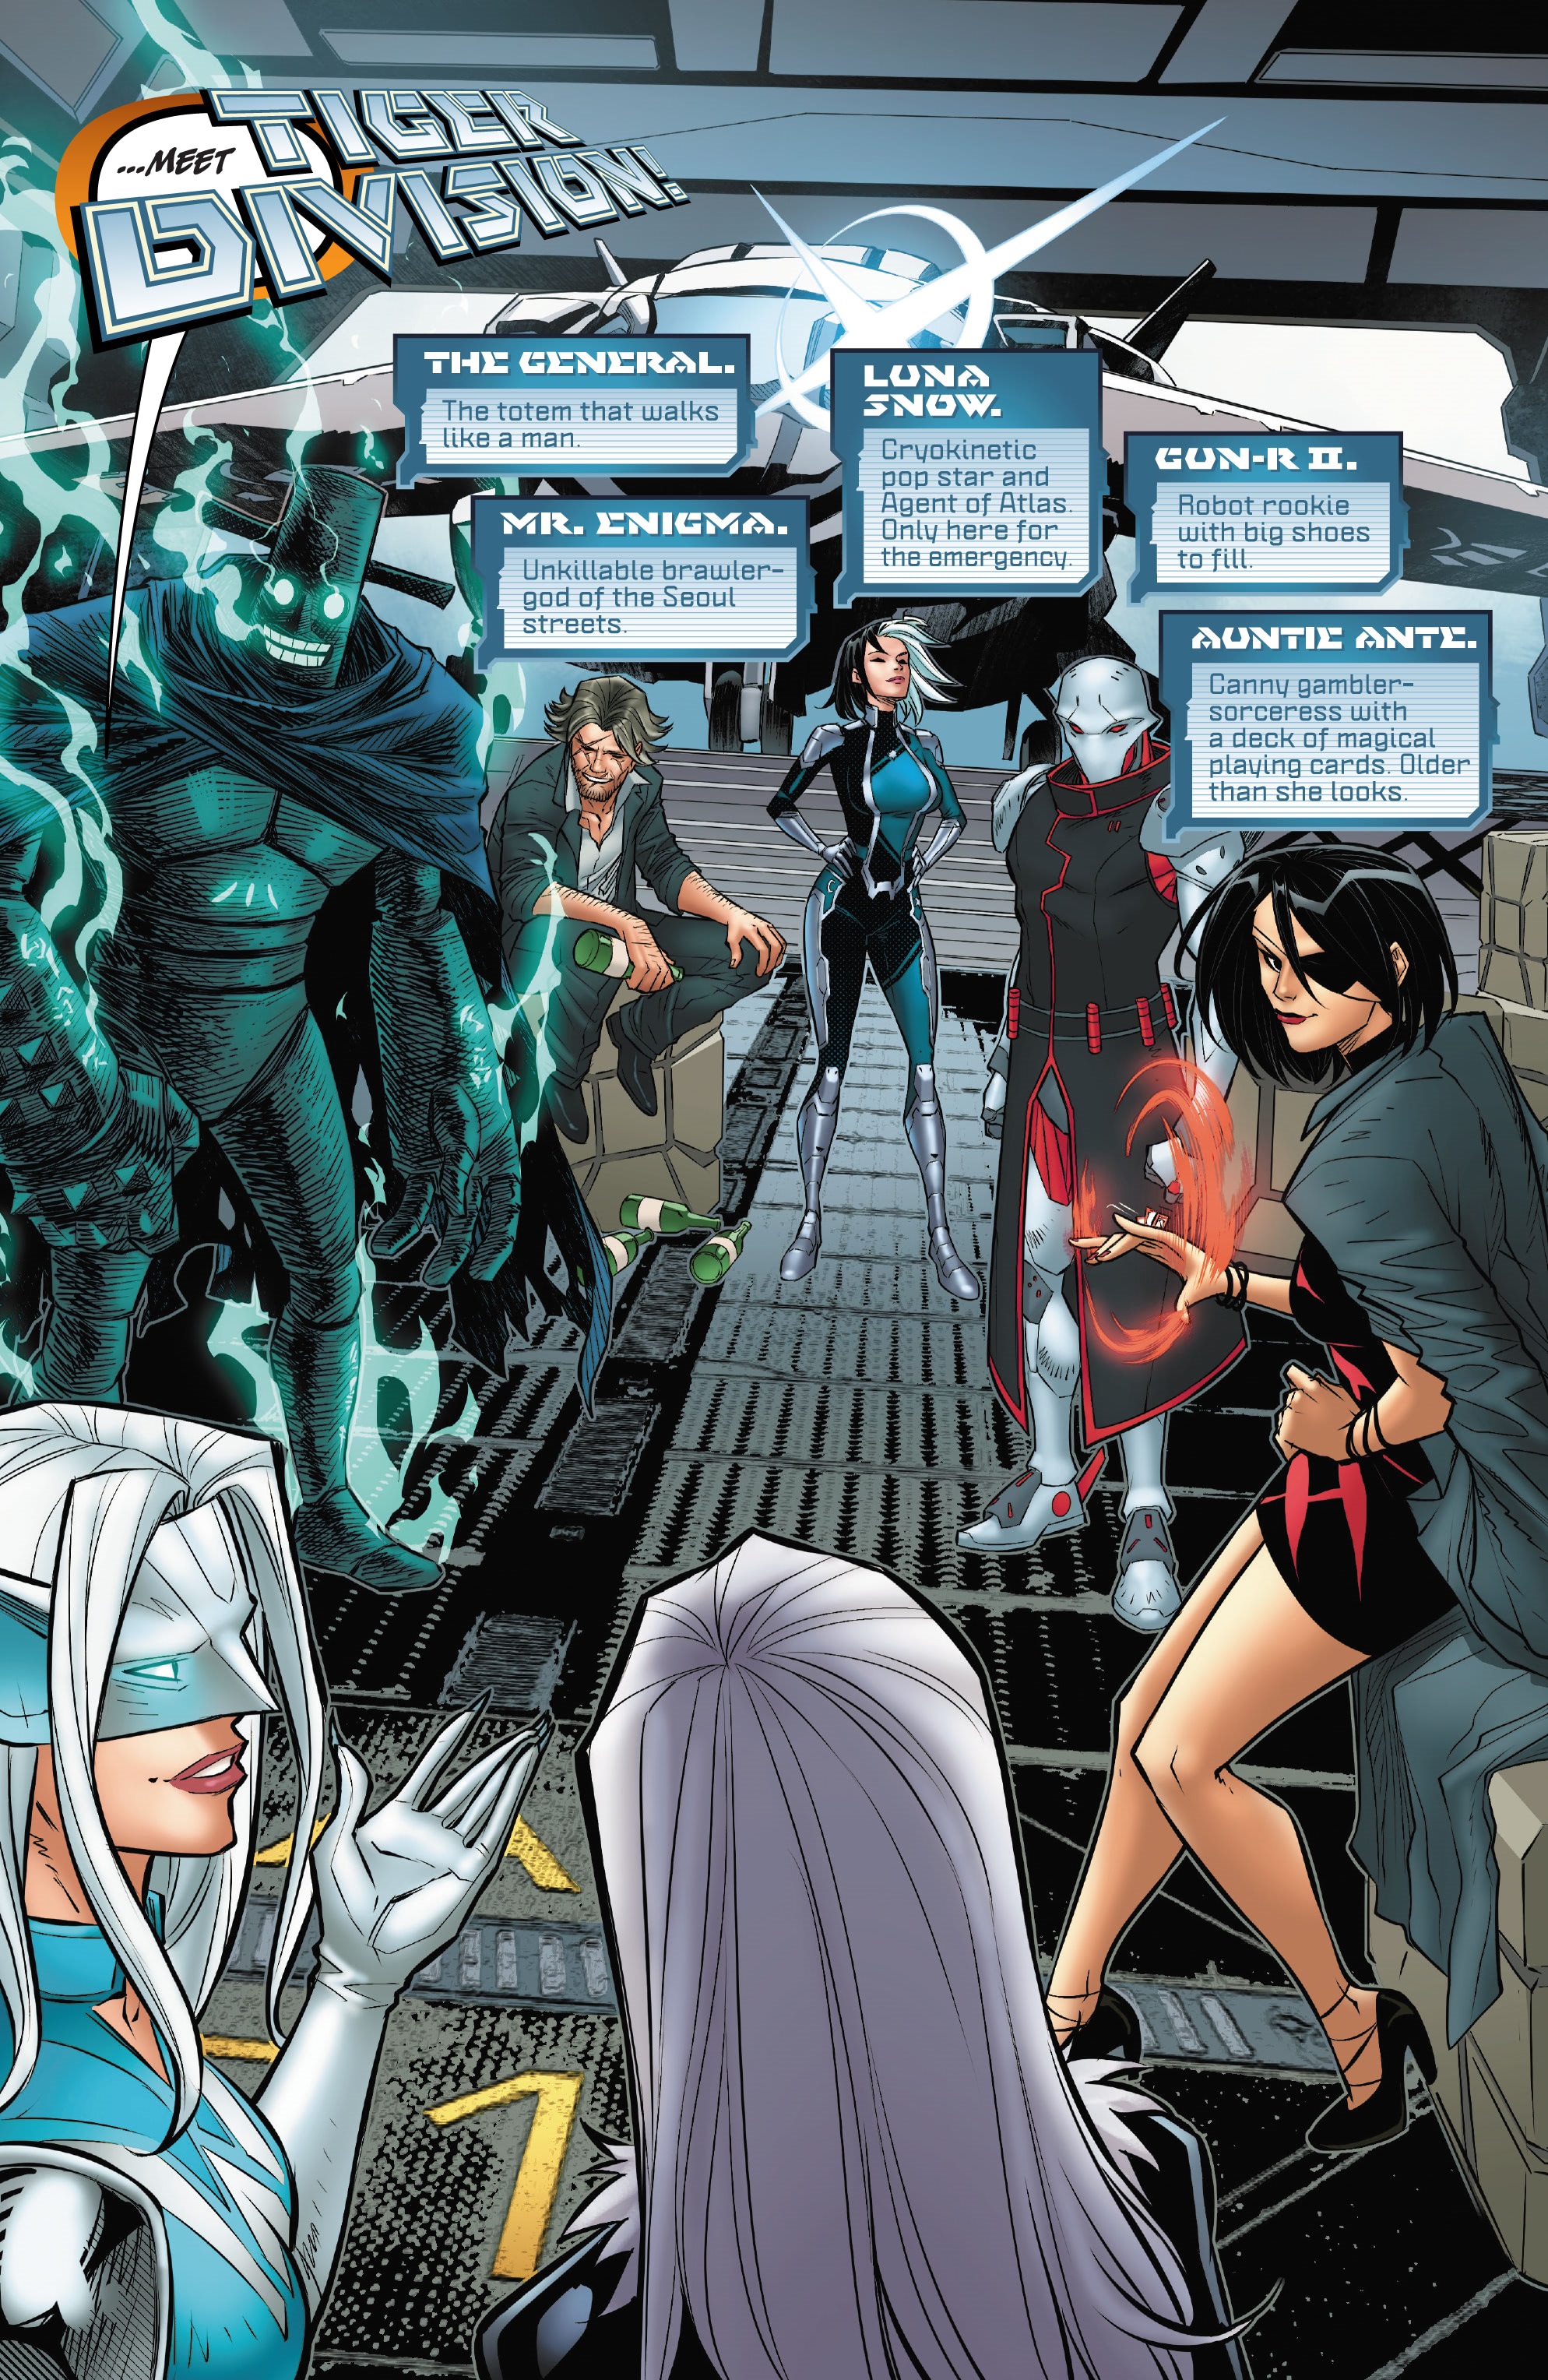 ...MEET
TIGER
DIVISION!
THE GENERAL.
The totem that walks
like a man.
MR. ENIGMA.
Unkillable brawler-
god of the Seoul
streets.
LUNA
SNOW.
Cryokinetic
pop star and
Agent of Atlas.
Only here for
the emergency.
GUN-R II.
Robot rookie
with big shoes
to fill.
AUNTIE ANTE.
Canny gambler-
sorceress with
a deck of magical
playing cards. Older
than she looks.